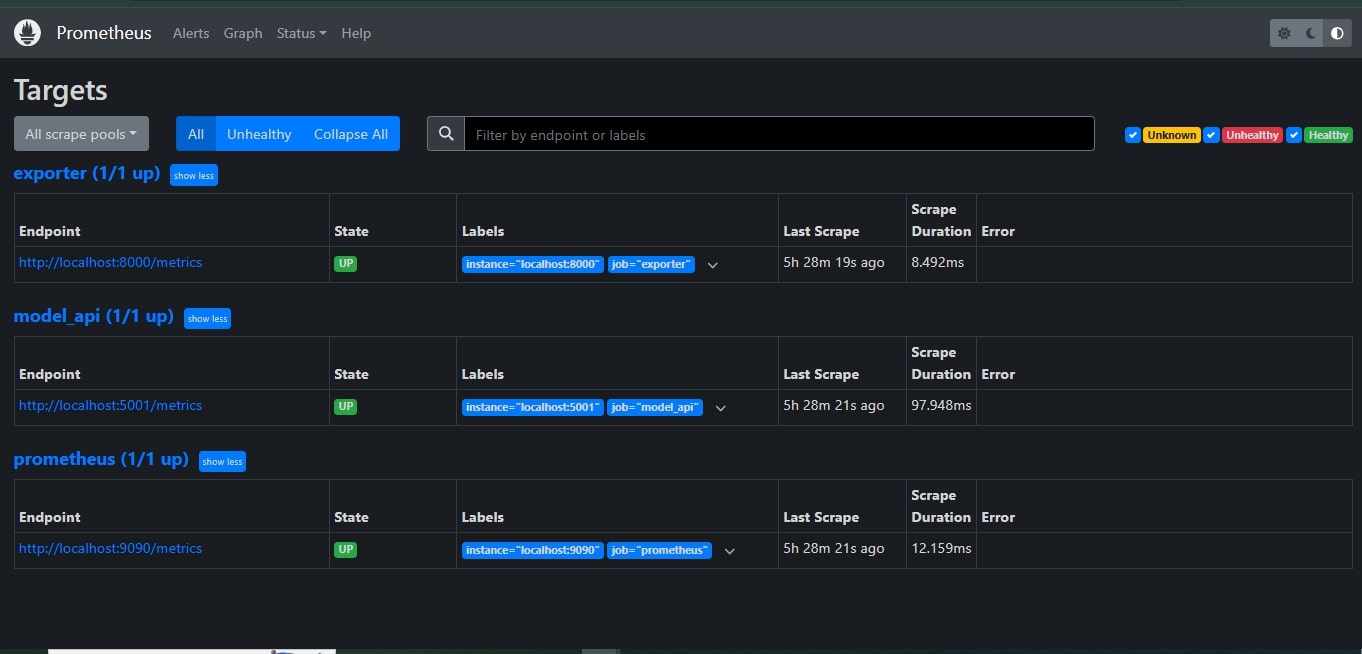 Prometheus Alerts Graph Status Help
Targets
All scrape pools All Unhealthy Collapse All Filter by endpoint or labels Unknown Unhealthy Healthy
exporter (1/1 up) show less
Endpoint State Labels Last Scrape Scrape Duration Error
http://localhost:8000/metrics UP instance="localhost:8000" job="exporter" 5h 28m 19s ago 8.492ms
model_api (1/1 up) show less
Endpoint State Labels Last Scrape Scrape Duration Error
http://localhost:5001/metrics UP instance="localhost:5001" job="model_api" 5h 28m 21s ago 97.948ms
prometheus (1/1 up) show less
Endpoint State Labels Last Scrape Scrape Duration Error
http://localhost:9090/metrics UP instance="localhost:9090" job="prometheus" 5h 28m 21s ago 12.159ms